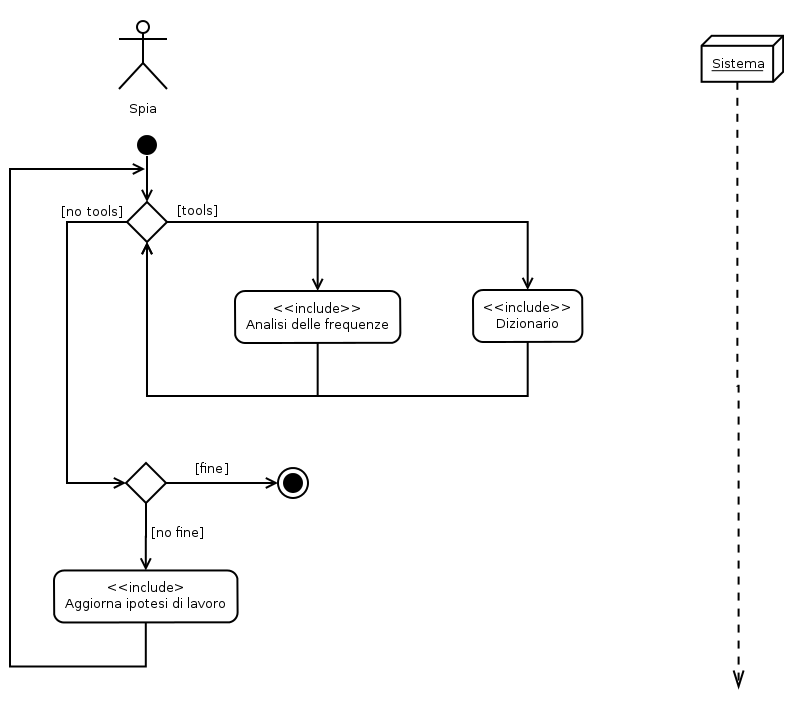 Sistema
Spia
[no tools]
[tools]
<<include>>
Analisi delle frequenze
<<include>>
Dizionario
[fine]
[no fine]
<<include>
Aggiorna ipotesi di lavoro